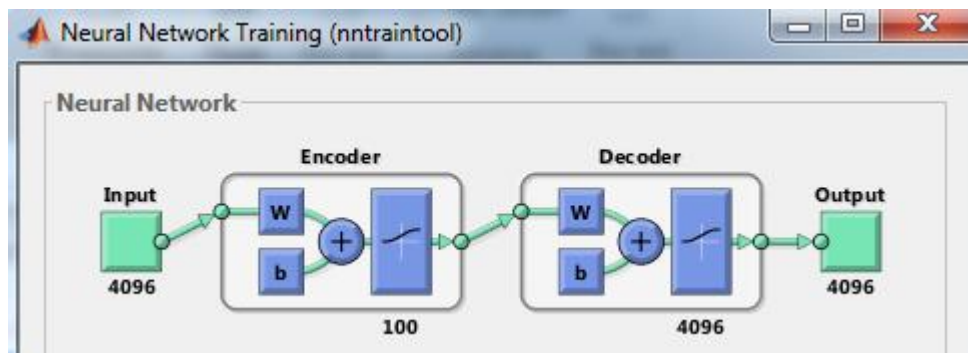 Neural Network Training (nntraintool)
Neural Network
Encoder
Decoder
Input
Output
W
W
b
b
4096
4096
100
4096